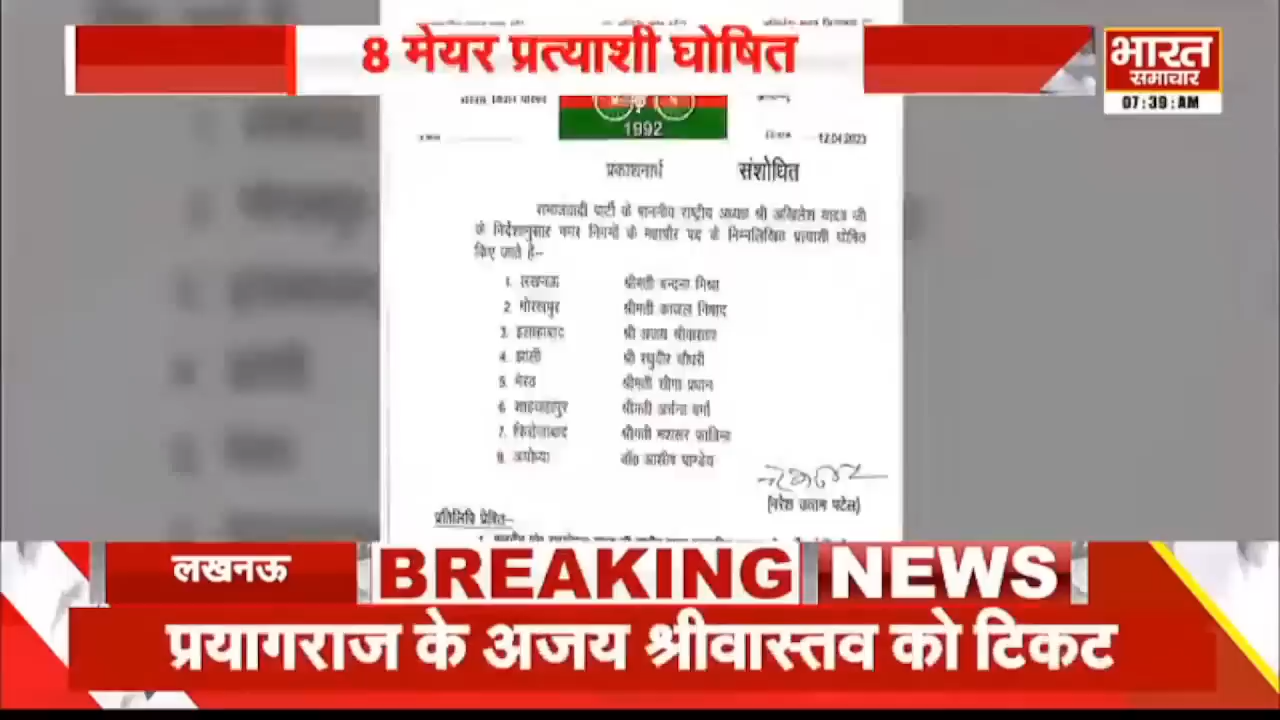 8 मेयर प्रत्याशी घोषित
भारत
समाचार
07:39:AM
1992
12.04.2023
प्रकाशनार्थ संशोधित
समाजवादी पार्टी के माननीय राष्ट्रीय अध्यक्ष श्री अखिलेश यादव जी
के निर्देशानुसार नगर निगमों के महापौर पद के निम्नलिखित प्रत्याशी घोषित
किए जाते है-
1. लखनऊ श्रीमती वन्दना मिश्रा
2. गोरखपुर श्रीमती काजल निषाद
3. इलाहाबाद श्री अजय श्रीवास्तव
4. झांसी श्री रघुवीर चौधरी
5. मेरठ श्रीमती सीमा प्रधान
6. शाहजहांपुर श्रीमती अर्चना वर्मा
7. फिरोजाबाद श्रीमती मशरूर फातिमा
8. अयोध्या डॉ० आशीष पाण्डेय
(नरेश उत्तम पटेल)
प्रतिलिपि प्रेषित-
लखनऊ
BREAKING NEWS
प्रयागराज के अजय श्रीवास्तव को टिकट